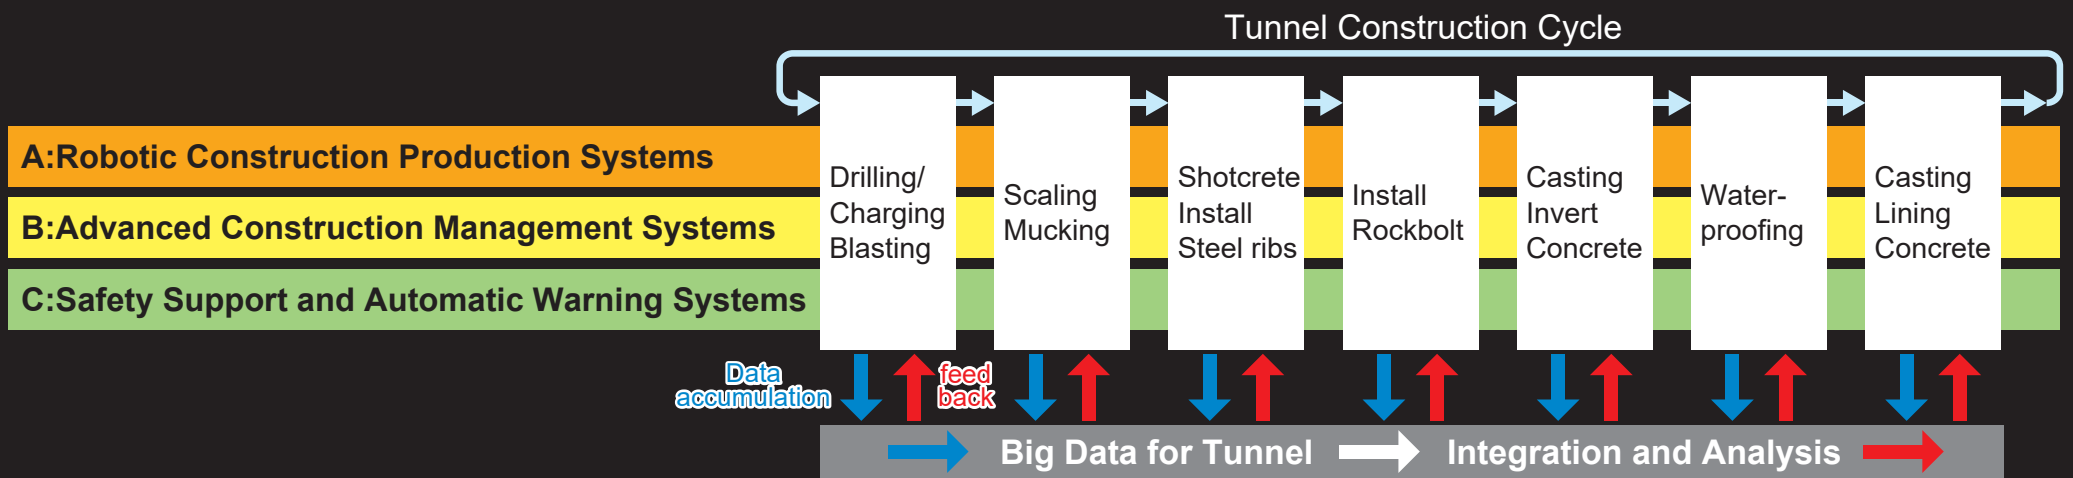 Tunnel Construction Cycle
A:Robotic Construction Production Systems
B:Advanced Construction Management Systems
C:Safety Support and Automatic Warning Systems
Drilling/
Charging
Blasting
Scaling
Mucking
Shotcrete
Install
Steel ribs
Install
Rockbolt
Casting
Invert
Concrete
Water-
proofing
Casting
Lining
Concrete
Data
accumulation
feed
back
Big Data for Tunnel
Integration and Analysis